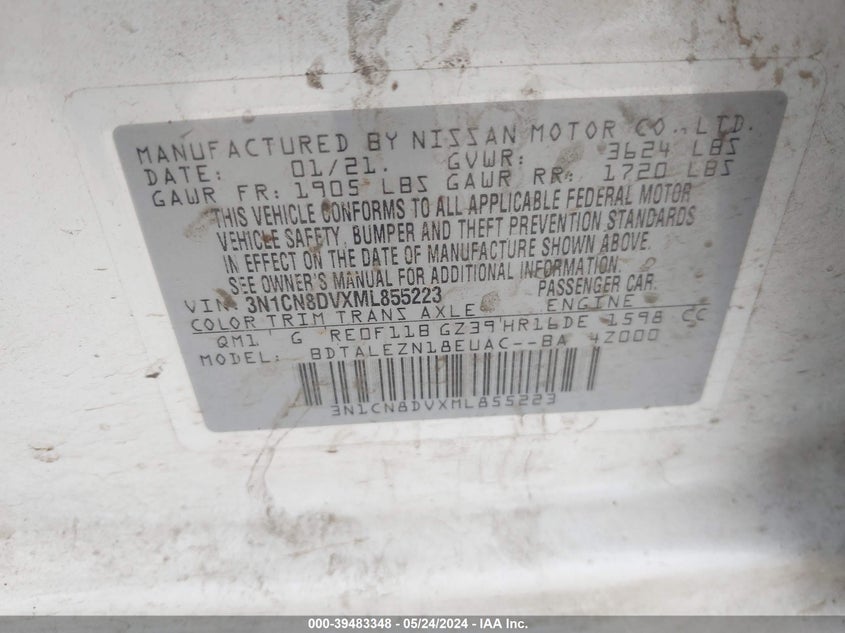 MANUFACTURED BY NISSAN MOTOR CO., LTD.
DATE: 01/21. GVWR: 3624 LBS
GAWR FR: 1905 LBS GAWR RR: 1720 LBS
THIS VEHICLE CONFORMS TO ALL APPLICABLE FEDERAL MOTOR
VEHICLE SAFETY, BUMPER AND THEFT PREVENTION STANDARDS
IN EFFECT ON THE DATE OF MANUFACTURE SHOWN ABOVE.
SEE OWNER'S MANUAL FOR ADDITIONAL INFORMATION.
VIN: 3N1CN8DVXML855223 PASSENGER CAR.
COLOR TRIM TRANS AXLE ENGINE
QM1 G RE0F11B GZ39 HR16DE 1598 CC
MODEL: BDTALEZN18EUAC--BA 4Z000
3N1CN8DVXML855223
000-39483348 - 05/24/2024 - IAA Inc.